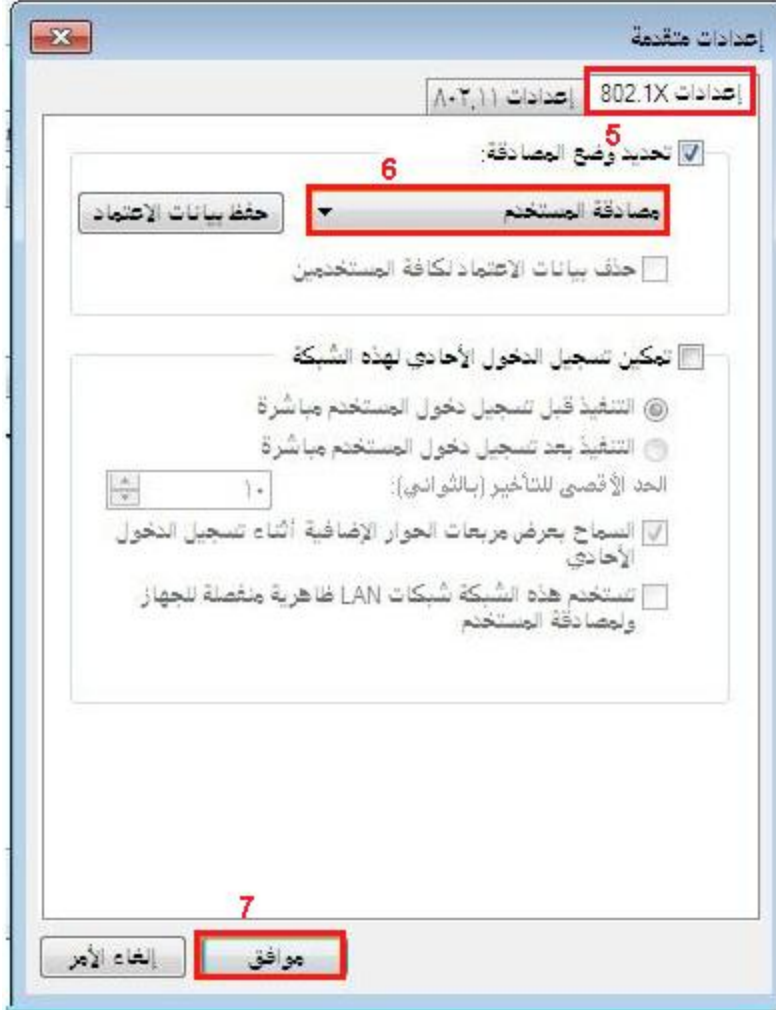 إعدادات متقدمة
إعدادات 802.1X
إعدادات ٨٠٢,١١
5
تحديد وضع المصادقة:
6
مصادقة المستخدم
حفظ بيانات الاعتماد
حذف بيانات الاعتماد لكافة المستخدمين
تمكين تسجيل الدخول الأحادي لهذه الشبكة
التنفيذ قبل تسجيل دخول المستخدم مباشرة
التنفيذ بعد تسجيل دخول المستخدم مباشرة
الحد الأقصى للتأخير (بالثواني):
١٠
السماح بعرض مربعات الحوار الإضافية أثناء تسجيل الدخول
الأحادي
تستخدم هذه الشبكة شبكات LAN ظاهرية منفصلة للجهاز
ولمصادقة المستخدم
7
موافق
إلغاء الأمر